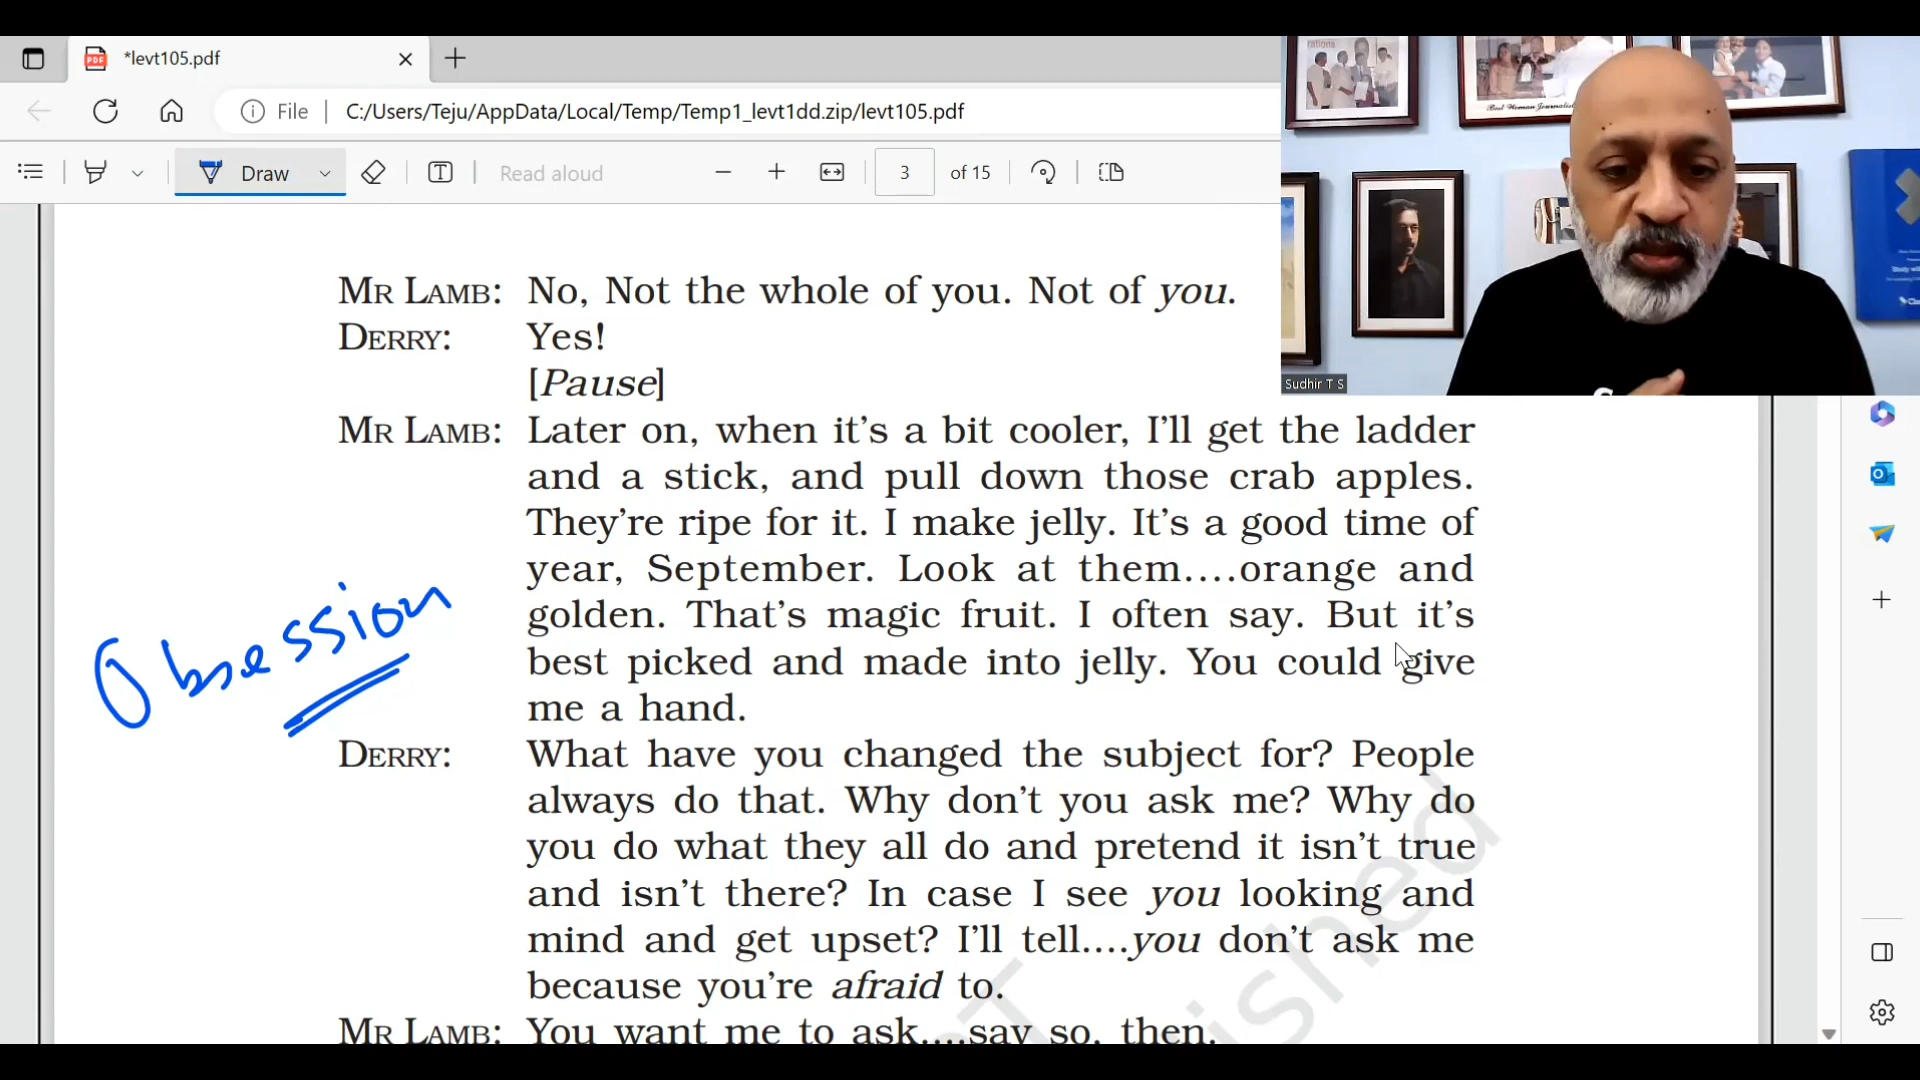 *levt105.pdf
File
C:/Users/Teju/AppData/Local/Temp/Temp1_levt1dd.zip/levt105.pdf
Draw
Read aloud
3
of 15
PDF
rations
Best Woman Journalist
Sudhir T S
MR LAMB: No, Not the whole of you. Not of you.
DERRY: Yes!
[Pause]
MR LAMB: Later on, when it's a bit cooler, I'll get the ladder
and a stick, and pull down those crab apples.
They're ripe for it. I make jelly. It's a good time of
year, September. Look at them....orange and
golden. That's magic fruit. I often say. But it's
best picked and made into jelly. You could give
me a hand.
Obsession
DERRY: What have you changed the subject for? People
always do that. Why don't you ask me? Why do
you do what they all do and pretend it isn't true
and isn't there? In case I see you looking and
mind and get upset? I'll tell....you don't ask me
because you're afraid to.
MR LAMB: You want me to ask....say so, then.
shed